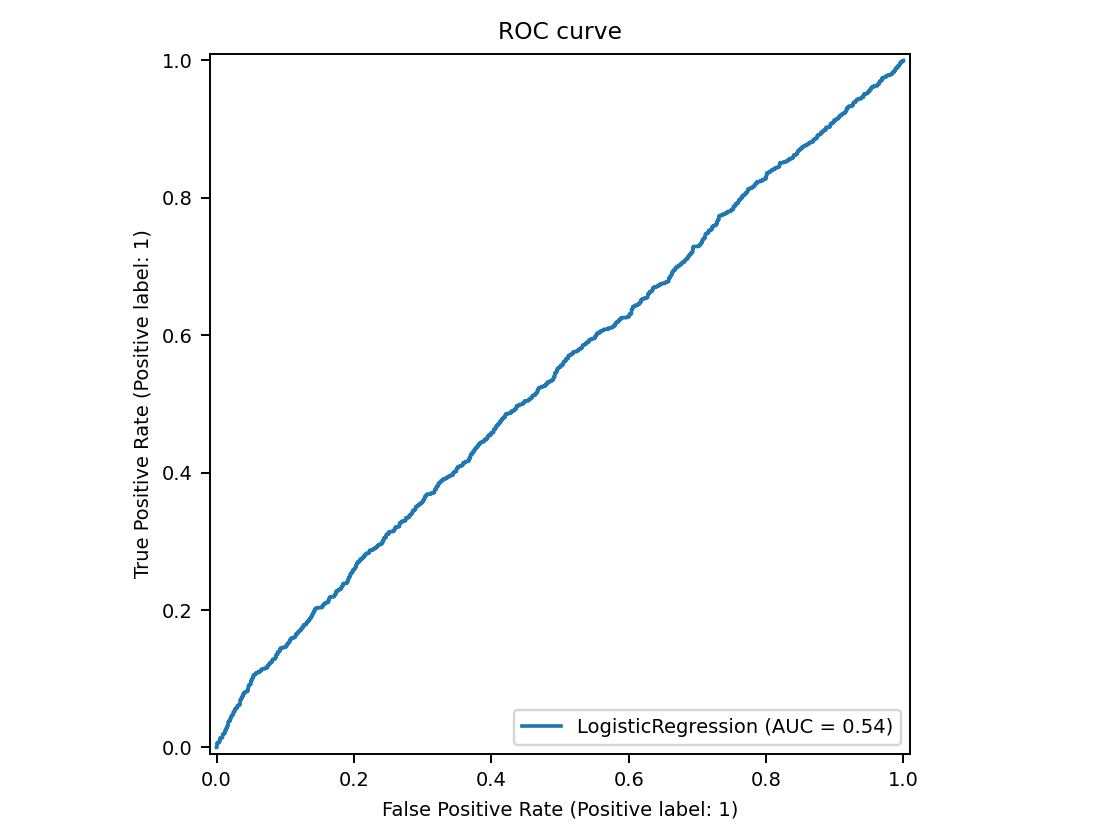 ROC curve
True Positive Rate (Positive label: 1)
1.0
0.8
0.6
0.4
0.2
0.0
LogisticRegression (AUC = 0.54)
0.0 0.2 0.4 0.6 0.8 1.0
False Positive Rate (Positive label: 1)